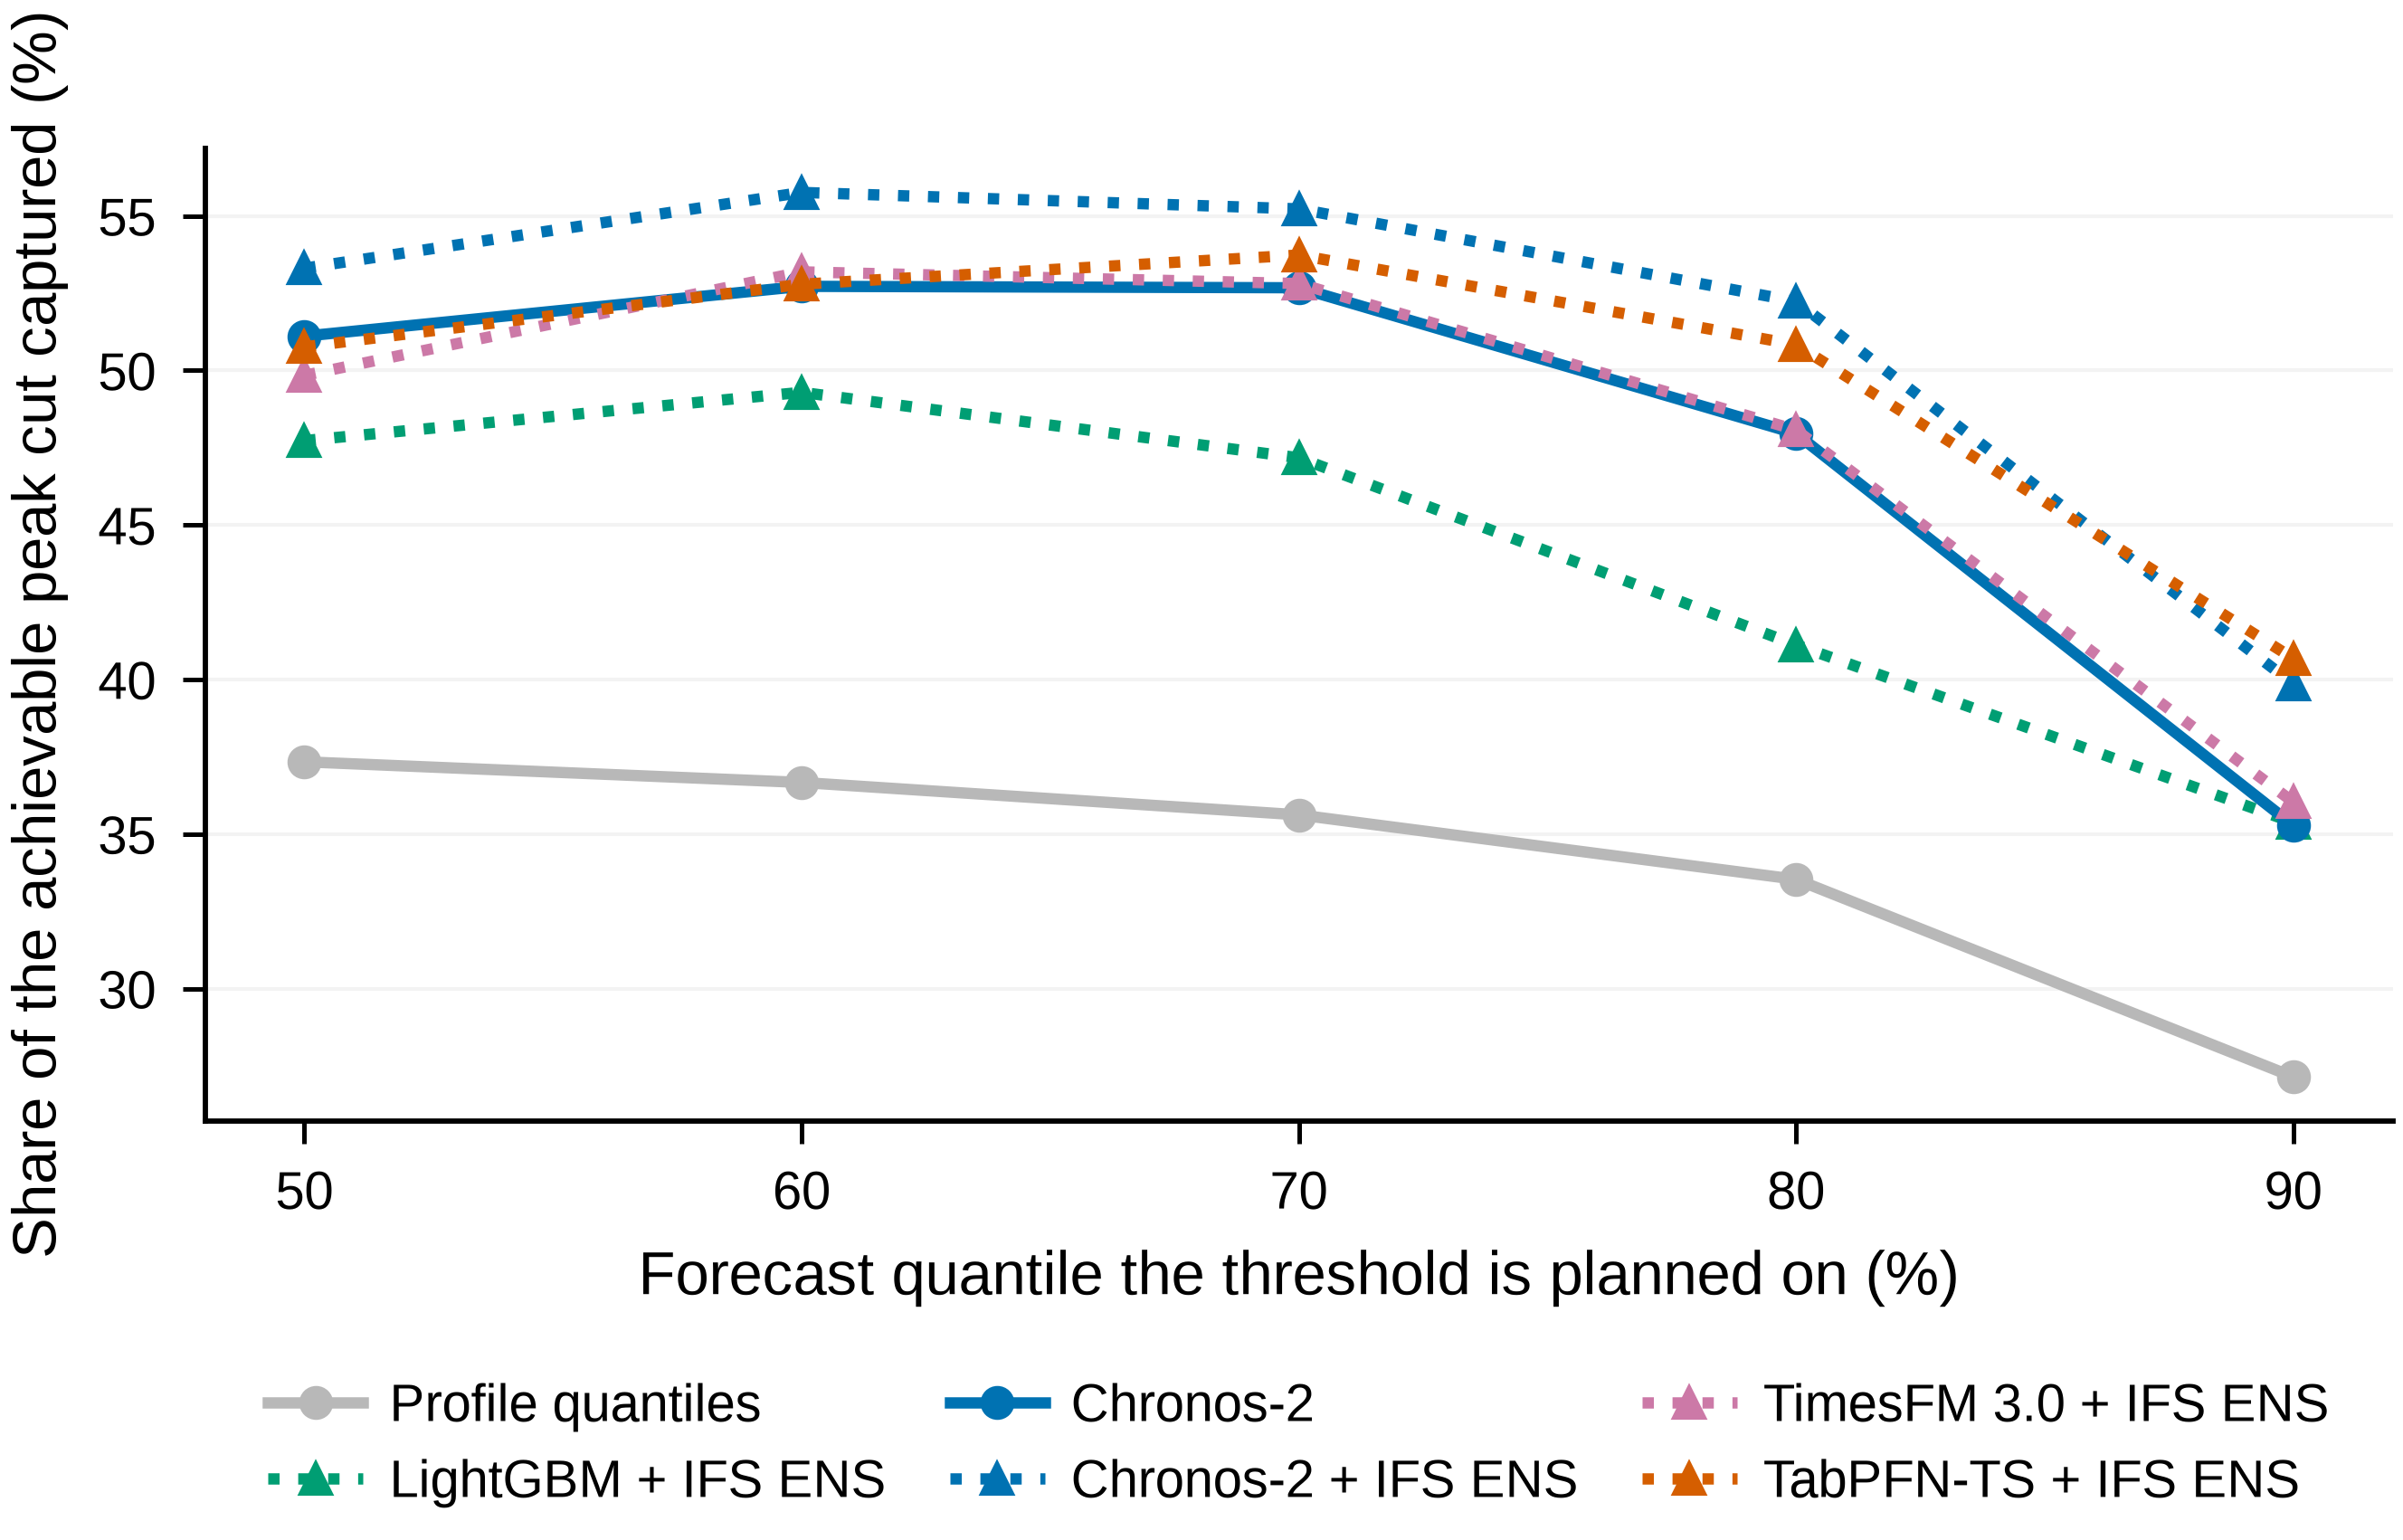 Share of the achievable peak cut captured (%)
55
50
45
40
35
30
50 60 70 80 90
Forecast quantile the threshold is planned on (%)
Profile quantiles
LightGBM + IFS ENS
Chronos-2
Chronos-2 + IFS ENS
TimesFM 3.0 + IFS ENS
TabPFN-TS + IFS ENS